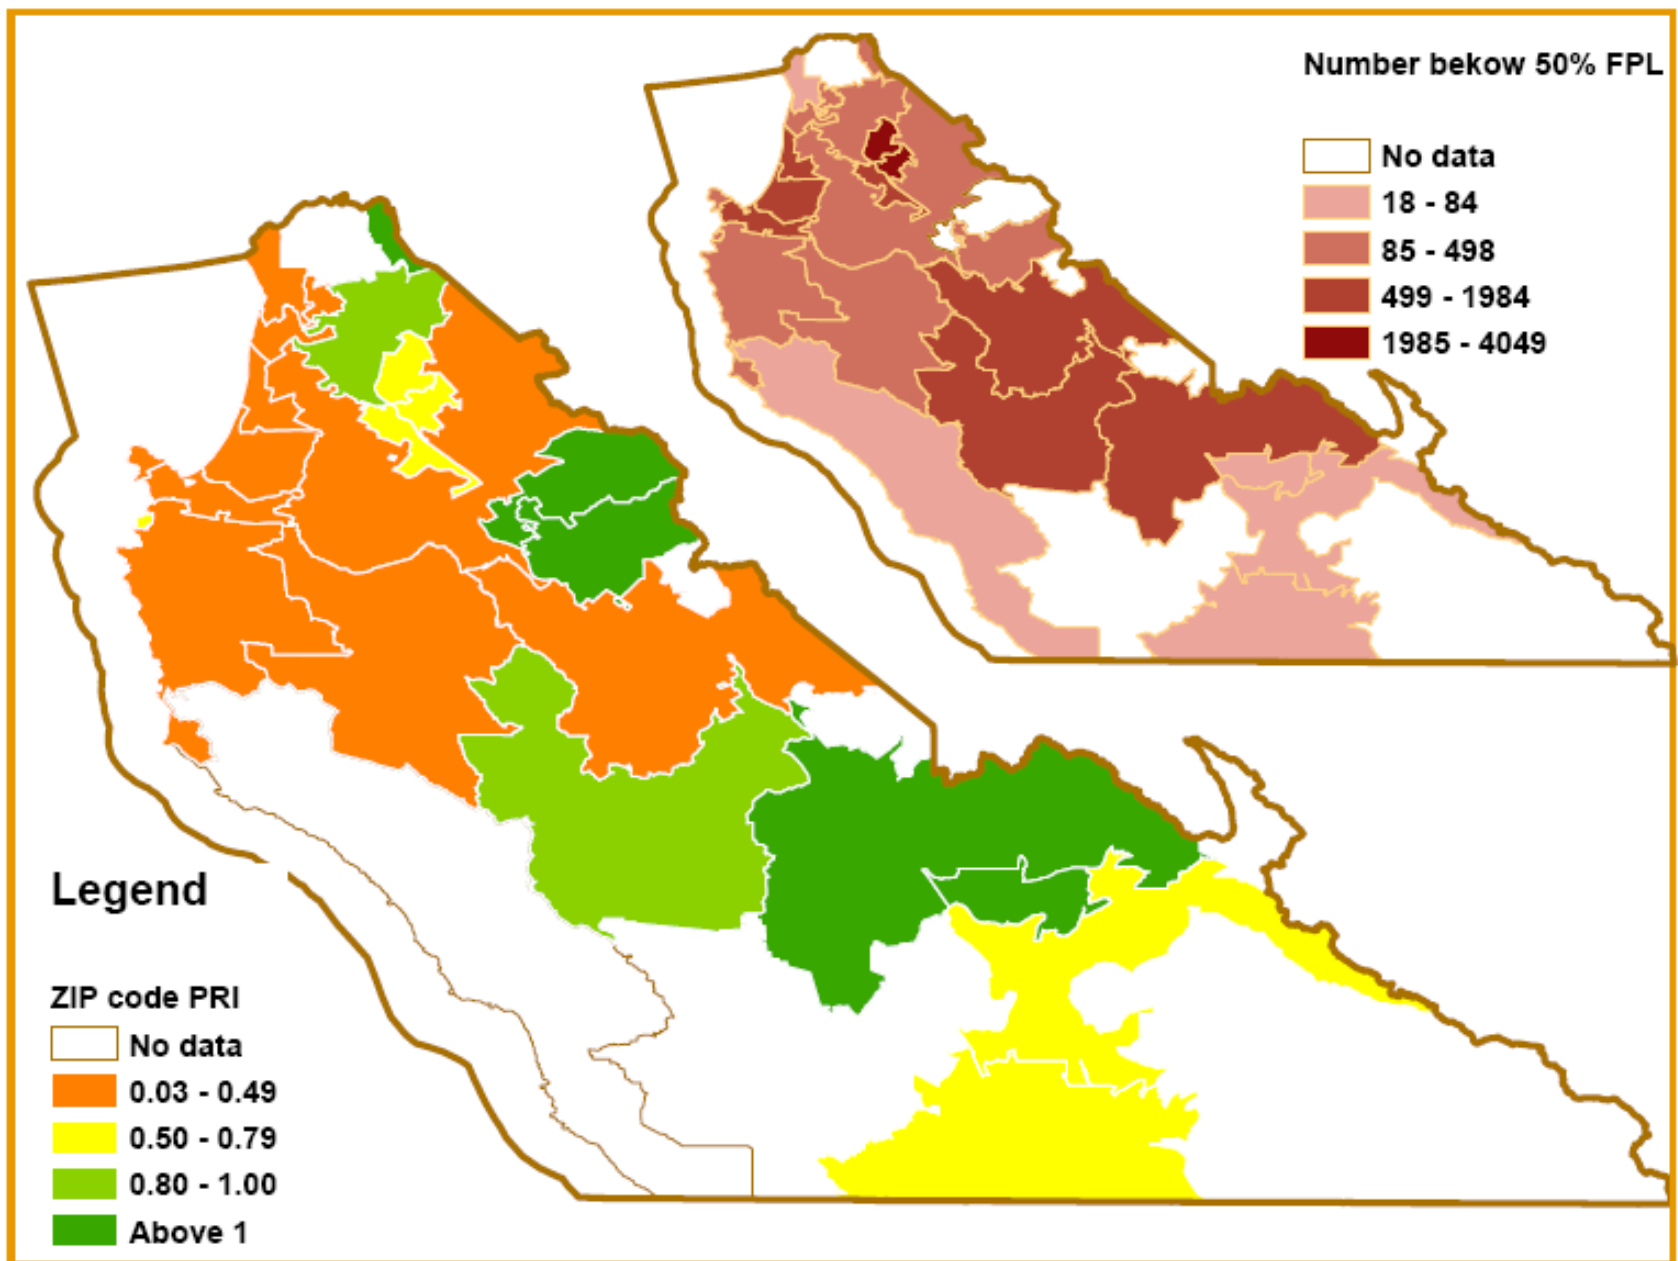 Number bekow 50% FPL
No data
18 - 84
85 - 498
499 - 1984
1985 - 4049
Legend
ZIP code PRI
No data
0.03 - 0.49
0.50 - 0.79
0.80 - 1.00
Above 1